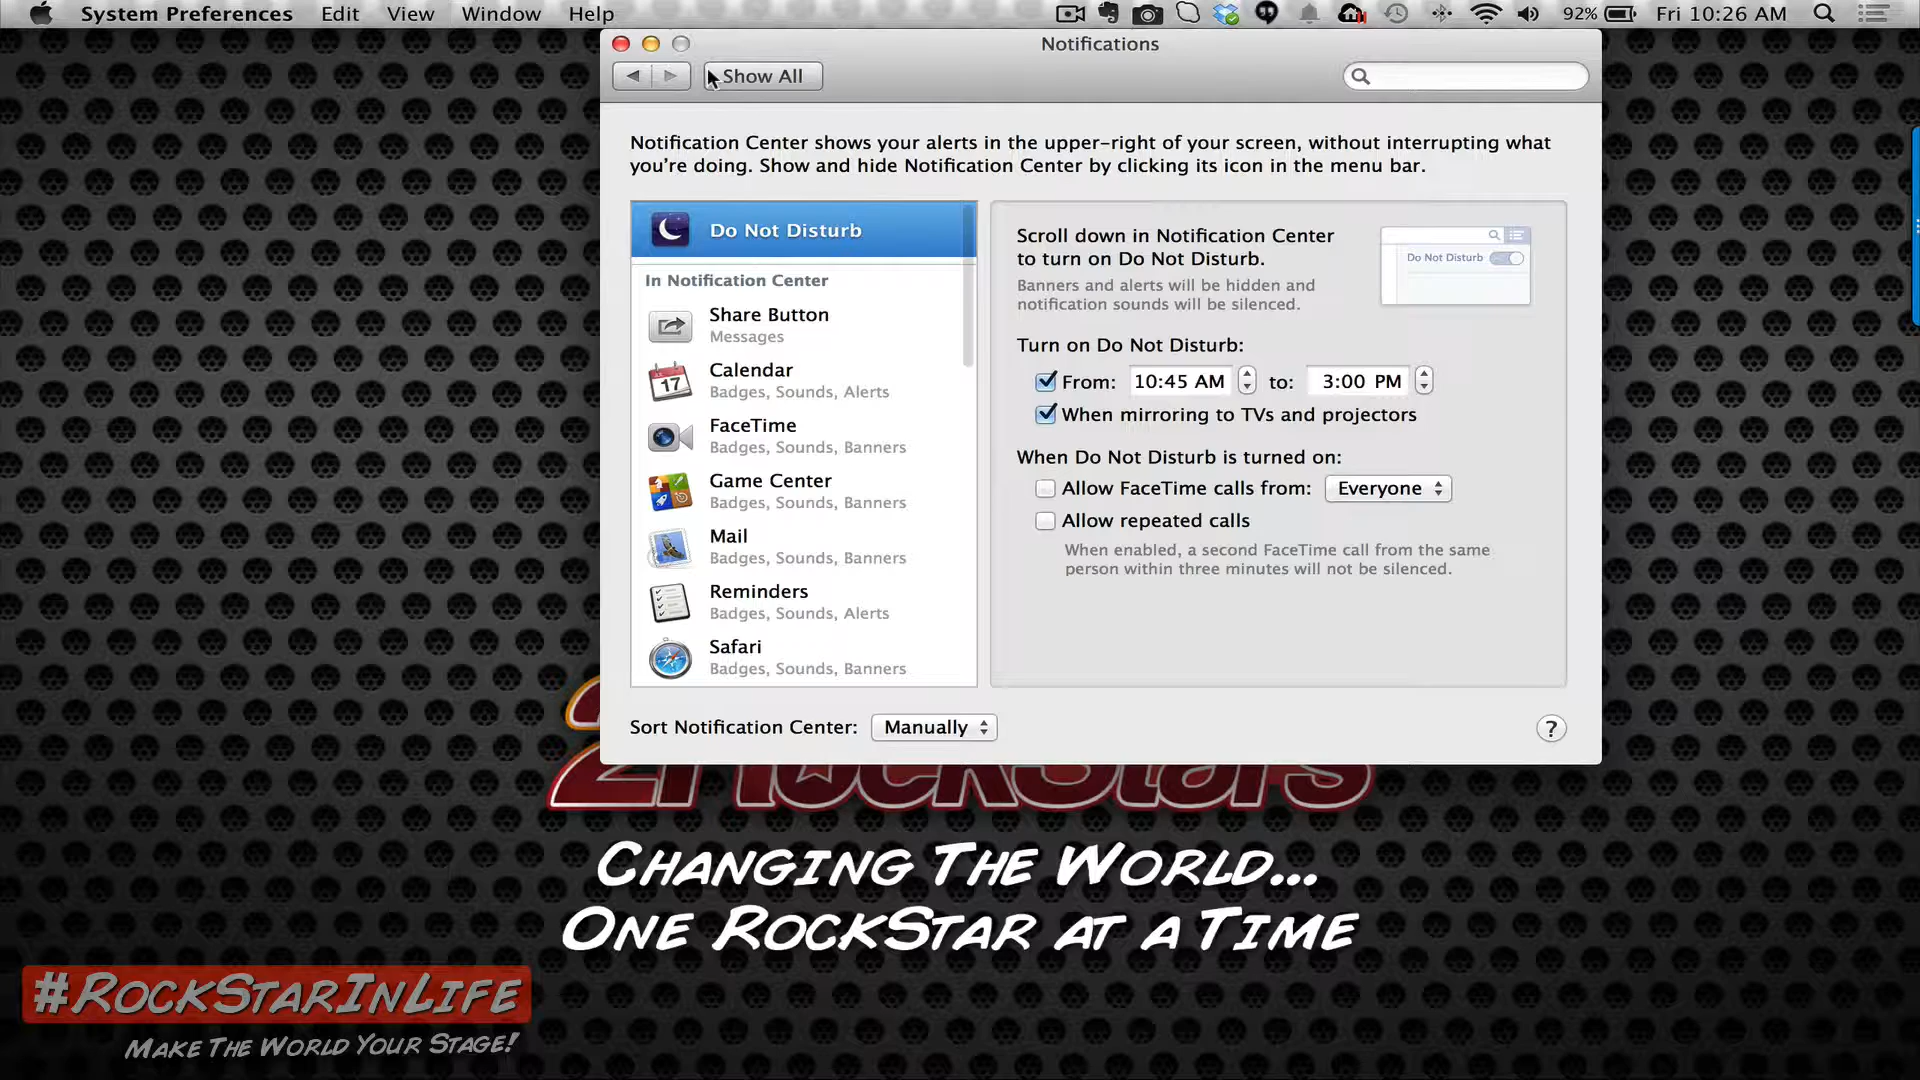 System Preferences Edit View Window Help 92% Fri 10:26 AM
Notifications
Show All
Notification Center shows your alerts in the upper-right of your screen, without interrupting what
you're doing. Show and hide Notification Center by clicking its icon in the menu bar.
Do Not Disturb
In Notification Center
Share Button
Messages
17
Calendar
Badges, Sounds, Alerts
FaceTime
Badges, Sounds, Banners
Game Center
Badges, Sounds, Banners
Mail
Badges, Sounds, Banners
Reminders
Badges, Sounds, Alerts
Safari
Badges, Sounds, Banners
Scroll down in Notification Center
to turn on Do Not Disturb.
Banners and alerts will be hidden and
notification sounds will be silenced.
Do Not Disturb
Turn on Do Not Disturb:
From: 10:45 AM to: 3:00 PM
When mirroring to TVs and projectors
When Do Not Disturb is turned on:
Allow FaceTime calls from: Everyone
Allow repeated calls
When enabled, a second FaceTime call from the same
person within three minutes will not be silenced.
Sort Notification Center: Manually
?
2RockStars
Changing The World...
One RockStar at a Time
#RockStarInLife
Make The World Your Stage!